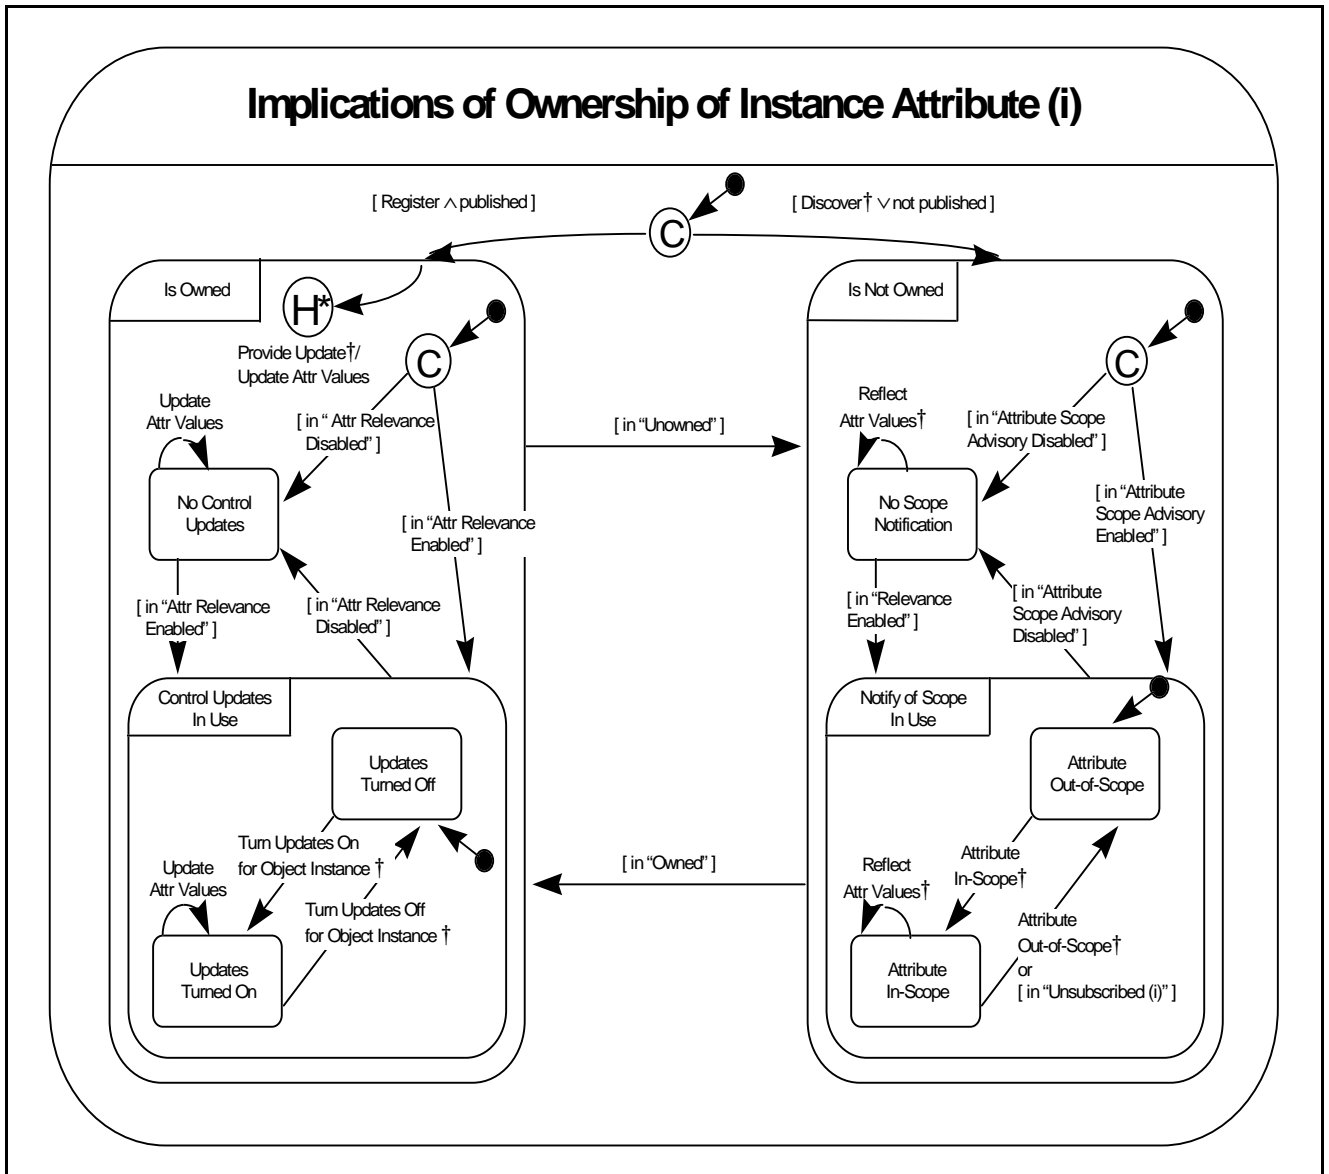 Implications of Ownership of Instance Attribute (i)
[ Register ∧ published ]
[ Discover† ∨ not published ]
C
Is Owned
H*
Provide Update†/
Update Attr Values
C
Update
Attr Values
[ in “ Attr Relevance
Disabled” ]
No Control
Updates
[ in “Attr Relevance
Enabled” ]
[ in “Attr Relevance
Enabled” ]
[ in “Attr Relevance
Disabled” ]
Control Updates
In Use
Updates
Turned Off
Turn Updates On
for Object Instance †
Update
Attr Values
Turn Updates Off
for Object Instance †
Updates
Turned On
[ in “Unowned” ]
[ in “Owned” ]
Is Not Owned
C
Reflect
Attr Values†
[ in “Attribute Scope
Advisory Disabled” ]
No Scope
Notification
[ in “Attribute
Scope Advisory
Enabled” ]
[ in “Relevance
Enabled” ]
[ in “Attribute
Scope Advisory
Disabled” ]
Notify of Scope
In Use
Attribute
Out-of-Scope
Attribute
In-Scope†
Reflect
Attr Values†
Attribute
Out-of-Scope†
or
[ in “Unsubscribed (i)” ]
Attribute
In-Scope